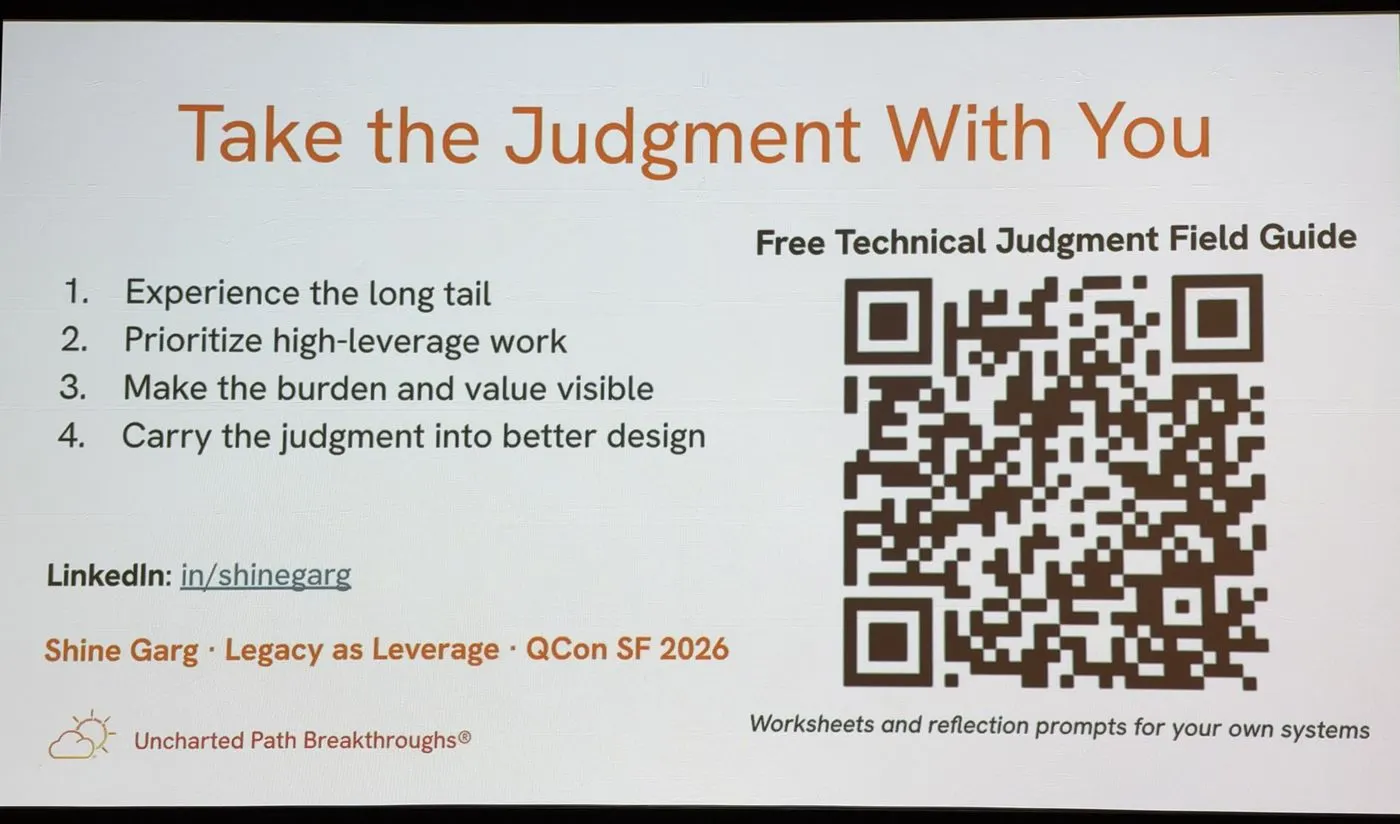 Take the Judgment With You
1. Experience the long tail
2. Prioritize high-leverage work
3. Make the burden and value visible
4. Carry the judgment into better design
LinkedIn: in/shinegarg
Shine Garg · Legacy as Leverage · QCon SF 2026
Uncharted Path Breakthroughs®
Free Technical Judgment Field Guide
Worksheets and reflection prompts for your own systems